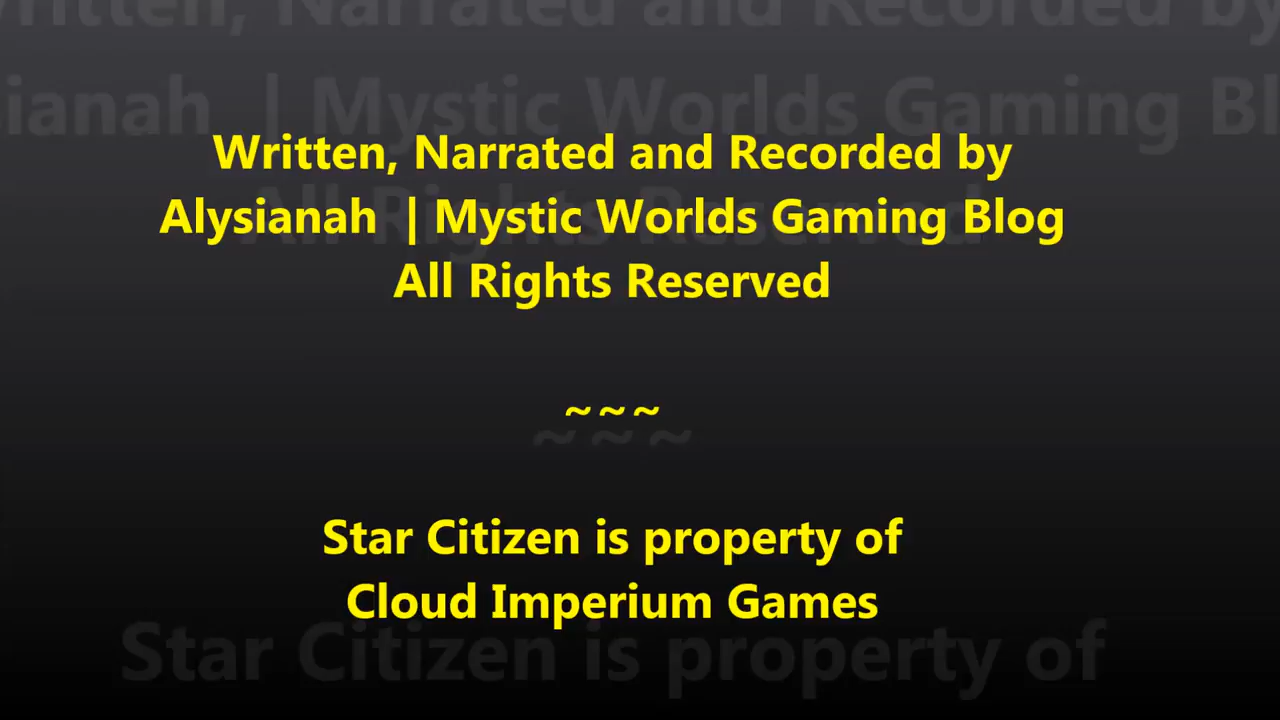 Written, Narrated and Recorded by
Alysianah | Mystic Worlds Gaming Blog
All Rights Reserved
~~~
Star Citizen is property of
Cloud Imperium Games